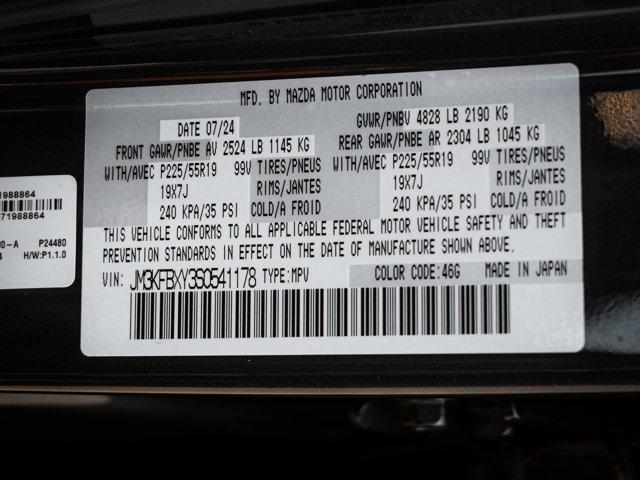 MFD. BY MAZDA MOTOR CORPORATION
DATE 07/24 GVWR/PNBV 4828 LB 2190 KG
FRONT GAWR/PNBE AV 2524 LB 1145 KG REAR GAWR/PNBE AR 2304 LB 1045 KG
WITH/AVEC P225/55R19 99V TIRES/PNEUS WITH/AVEC P225/55R19 99V TIRES/PNEUS
19X7J RIMS/JANTES 19X7J RIMS/JANTES
240 KPA/35 PSI COLD/A FROID 240 KPA/35 PSI COLD/A FROID
THIS VEHICLE CONFORMS TO ALL APPLICABLE FEDERAL MOTOR VEHICLE SAFETY AND THEFT
PREVENTION STANDARDS IN EFFECT ON THE DATE OF MANUFACTURE SHOWN ABOVE.
VIN: JM3KFBXY3S0541178 TYPE:MPV COLOR CODE:46G MADE IN JAPAN
1988864
71988864
0-A P24480
4 H/W:P1.1.0